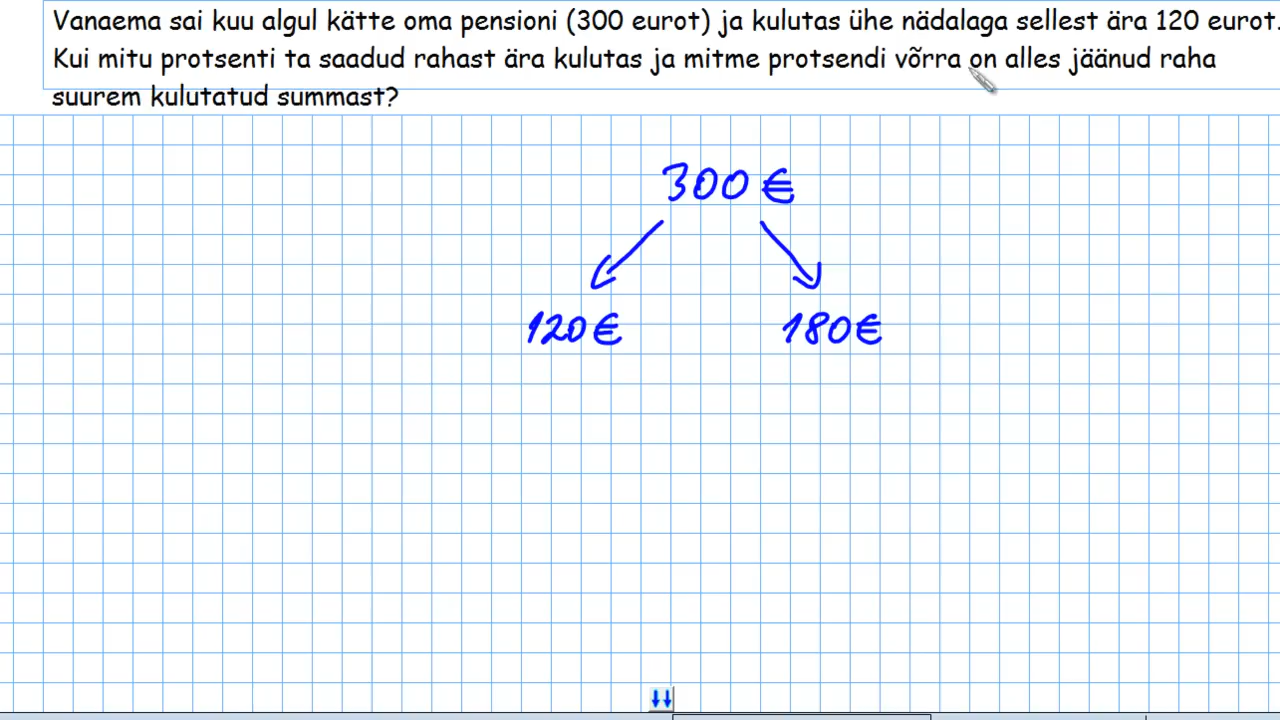 Vanaema sai kuu algul kätte oma pensioni (300 eurot) ja kulutas ühe nädalaga sellest ära 120 eurot.
Kui mitu protsenti ta saadud rahast ära kulutas ja mitme protsendi võrra on alles jäänud raha
suurem kulutatud summast?
300 €
120 € 180 €